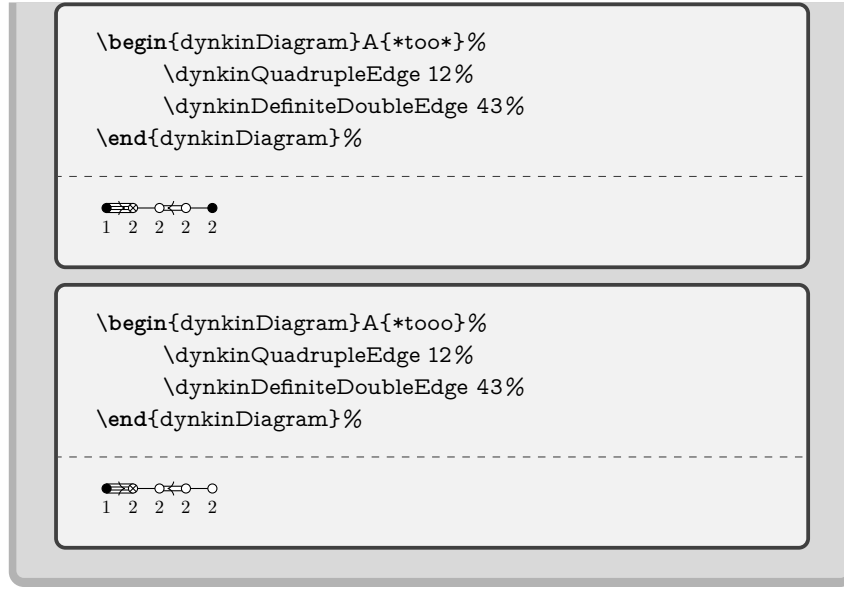 \begin{dynkinDiagram}A{*too*}%
\dynkinQuadrupleEdge 12%
\dynkinDefiniteDoubleEdge 43%
\end{dynkinDiagram}%
1 2 2 2 2
\begin{dynkinDiagram}A{*tooo}%
\dynkinQuadrupleEdge 12%
\dynkinDefiniteDoubleEdge 43%
\end{dynkinDiagram}%
1 2 2 2 2